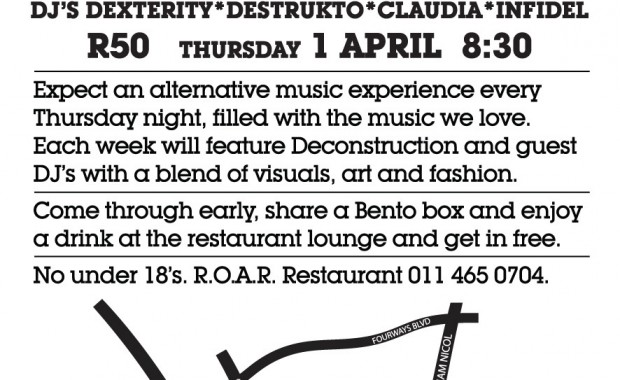 DJ'S DEXTERITY*DESTRUKTO*CLAUDIA*INFIDEL
R50 THURSDAY 1 APRIL 8:30
Expect an alternative music experience every
Thursday night, filled with the music we love.
Each week will feature Deconstruction and guest
DJ's with a blend of visuals, art and fashion.
Come through early, share a Bento box and enjoy
a drink at the restaurant lounge and get in free.
No under 18's. R.O.A.R. Restaurant 011 465 0704.
FOURWAYS BLVD
AM NICOL